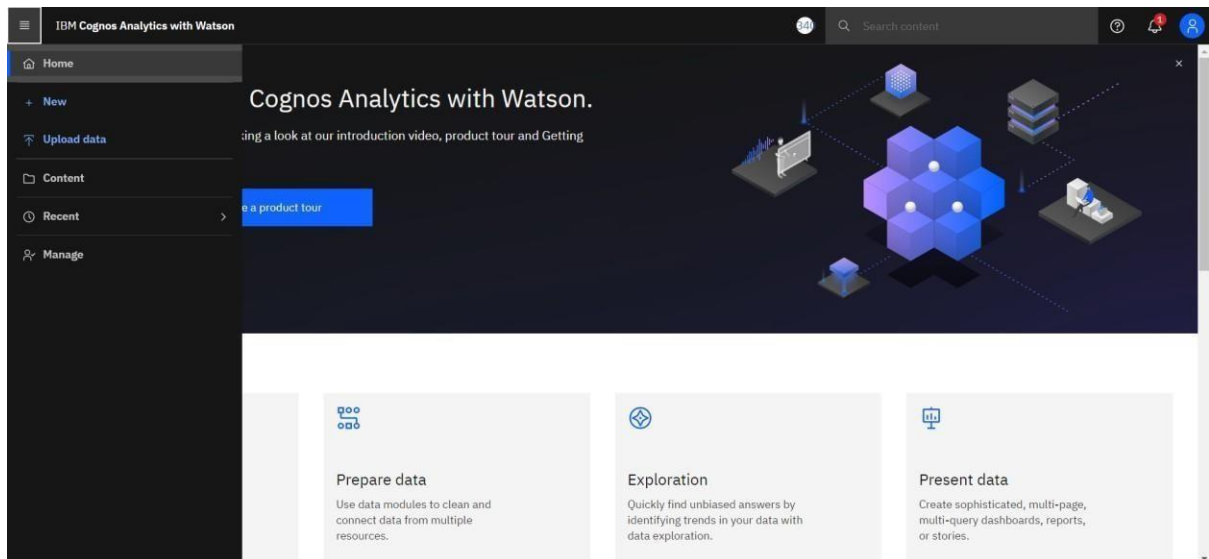 IBM Cognos Analytics with Watson
Search content
1
Home
New
Upload data
Content
Recent
Manage
Cognos Analytics with Watson.
king a look at our introduction video, product tour and Getting
e a product tour
Prepare data
Use data modules to clean and
connect data from multiple
resources.
Exploration
Quickly find unbiased answers by
identifying trends in your data with
data exploration.
Present data
Create sophisticated, multi-page,
multi-query dashboards, reports,
or stories.